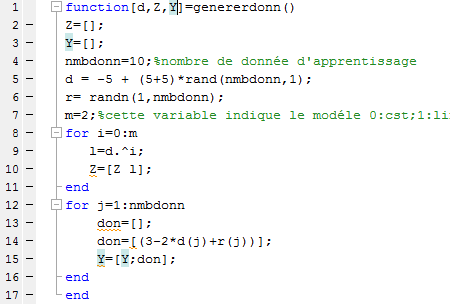 1 function[d,Z,Y]=genererdonn()
2 Z=[];
3 Y=[];
4 nmbdonn=10;%nombre de donnée d'apprentissage
5 d = -5 + (5+5)*rand(nmbdonn,1);
6 r= randn(1,nmbdonn);
7 m=2;%cette variable indique le modéle 0:cst;1:li
8 for i=0:m
9 l=d.^i;
10 Z=[Z l];
11 end
12 for j=1:nmbdonn
13 don=[];
14 don=[(3-2*d(j)+r(j))];
15 Y=[Y;don];
16 end
17 end